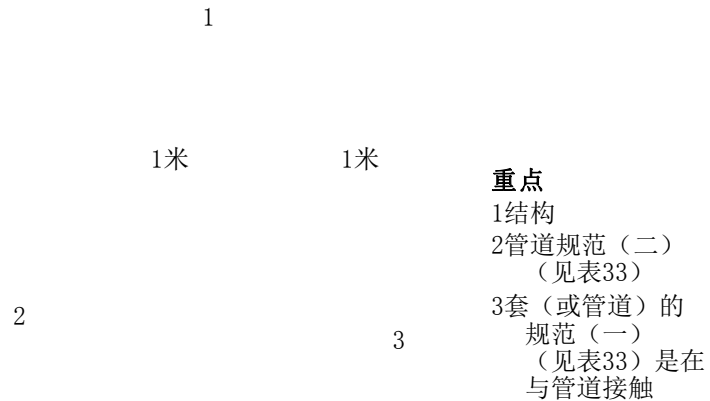 1
1米 1米
重点
1结构
2管道规范（二）
（见表33）
3套（或管道）的
规范（一）
（见表33）是在
与管道接触
2
3